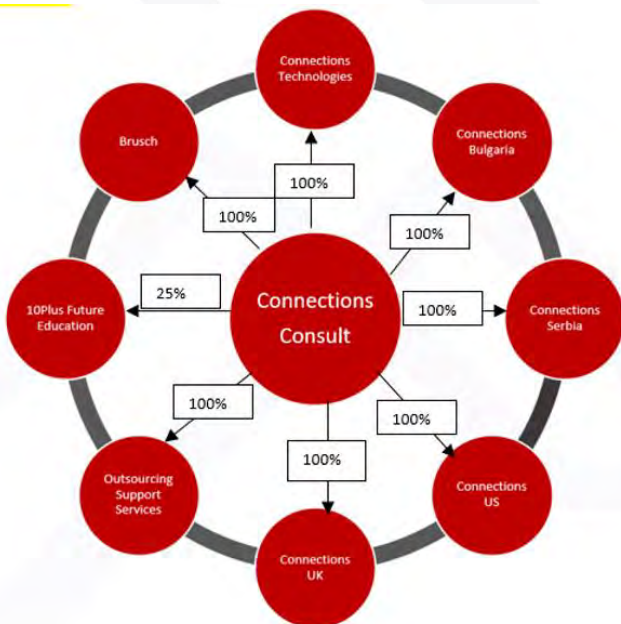 Connections
Technologies
Brusch
Connections
Bulgaria
100%
100%
100%
25%
10Plus Future
Education
Connections
Consult
100%
Connections
Serbia
100%
100%
100%
Outsourcing
Support
Services
Connections
US
Connections
UK